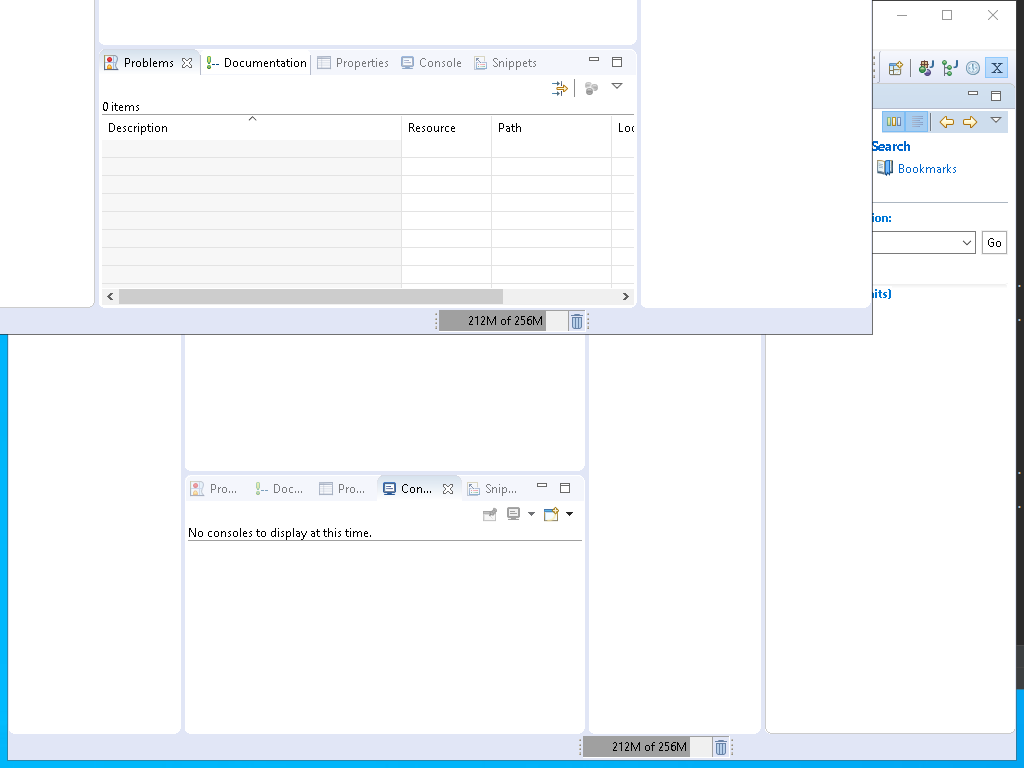 Problems Documentation Properties Console Snippets
0 items
Description Resource Path Loc
212M of 256M
X
Search
Bookmarks
ion:
Go
its)
Pro... Doc... Pro... Con... Snip...
No consoles to display at this time.
212M of 256M